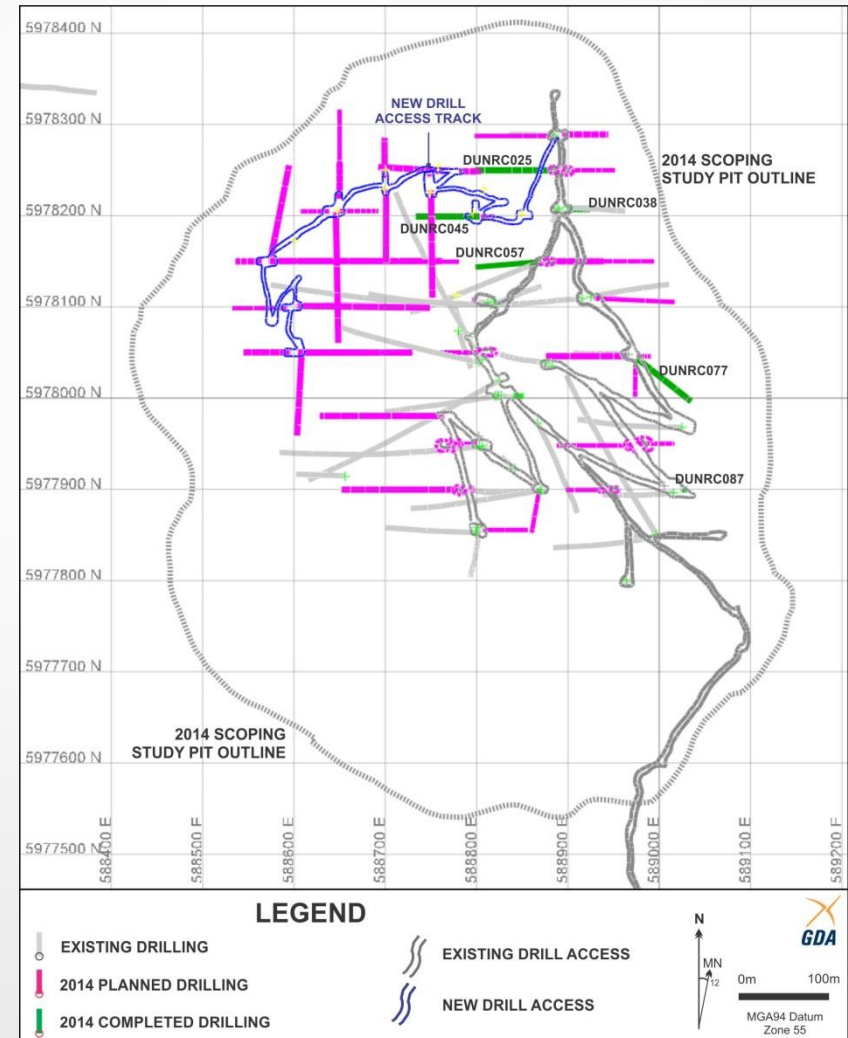 5978400 N
5978300 N
NEW DRILL
ACCESS TRACK
DUNRC025
2014 SCOPING
STUDY PIT OUTLINE
5978200 N
DUNRC038
DUNRC045
DUNRC057
5978100 N
DUNRC077
5978000 N
5977900 N
DUNRC087
5977800 N
5977700 N
2014 SCOPING
STUDY PIT OUTLINE
5977600 N
5977500 N
588400 E
588500 E
588600 E
588700 E
588800 E
588900 E
589000 E
589100 E
589200 E
LEGEND
EXISTING DRILLING
2014 PLANNED DRILLING
2014 COMPLETED DRILLING
EXISTING DRILL ACCESS
NEW DRILL ACCESS
N
MN
12
GDA
0m 100m
MGA94 Datum
Zone 55